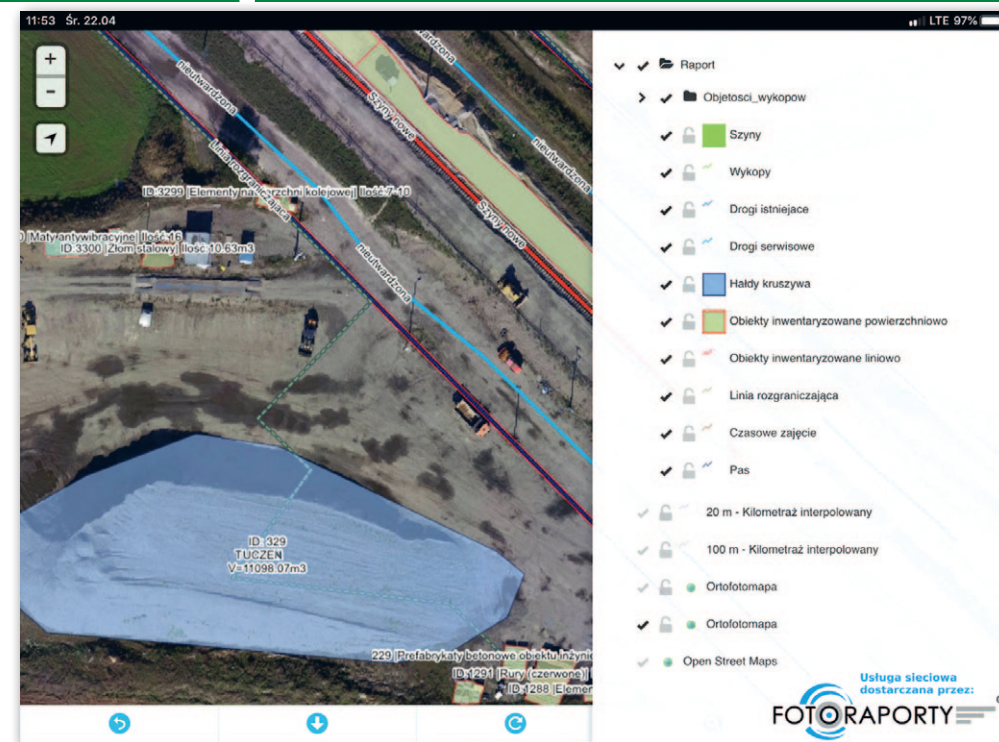 11:53 Śr. 22.04
LTE 97%
+
-
nieutwardzona
Szyny nowe
nieutwardzona
Linia rozgraniczająca
ID:3299 |Elementy na
rzchni kolejowej| Ilość:7-10
|Maty antywibracyjne| Ilość:16
ID:3300 |Złom stalowy| Ilość:10.63m3
nieutwardzona
Szyny nowe
ID: 329
TUCZEŃ
V=11098.07m3
229 |Prefabrykaty betonowe obiektu inżynie
ID:1291 |Rury (czerwone)|
ID:1288 |Elemen
Raport
Objetosci_wykopow
Szyny
Wykopy
Drogi istniejace
Drogi serwisowe
Hałdy kruszywa
Obiekty inwentaryzowane powierzchniowo
Obiekty inwentaryzowane liniowo
Linia rozgraniczająca
Czasowe zajęcie
Pas
20 m - Kilometraż interpolowany
100 m - Kilometraż interpolowany
Ortofotomapa
Ortofotomapa
Open Street Maps
Usługa sieciowa
dostarczana przez:
FOTORAPORTY